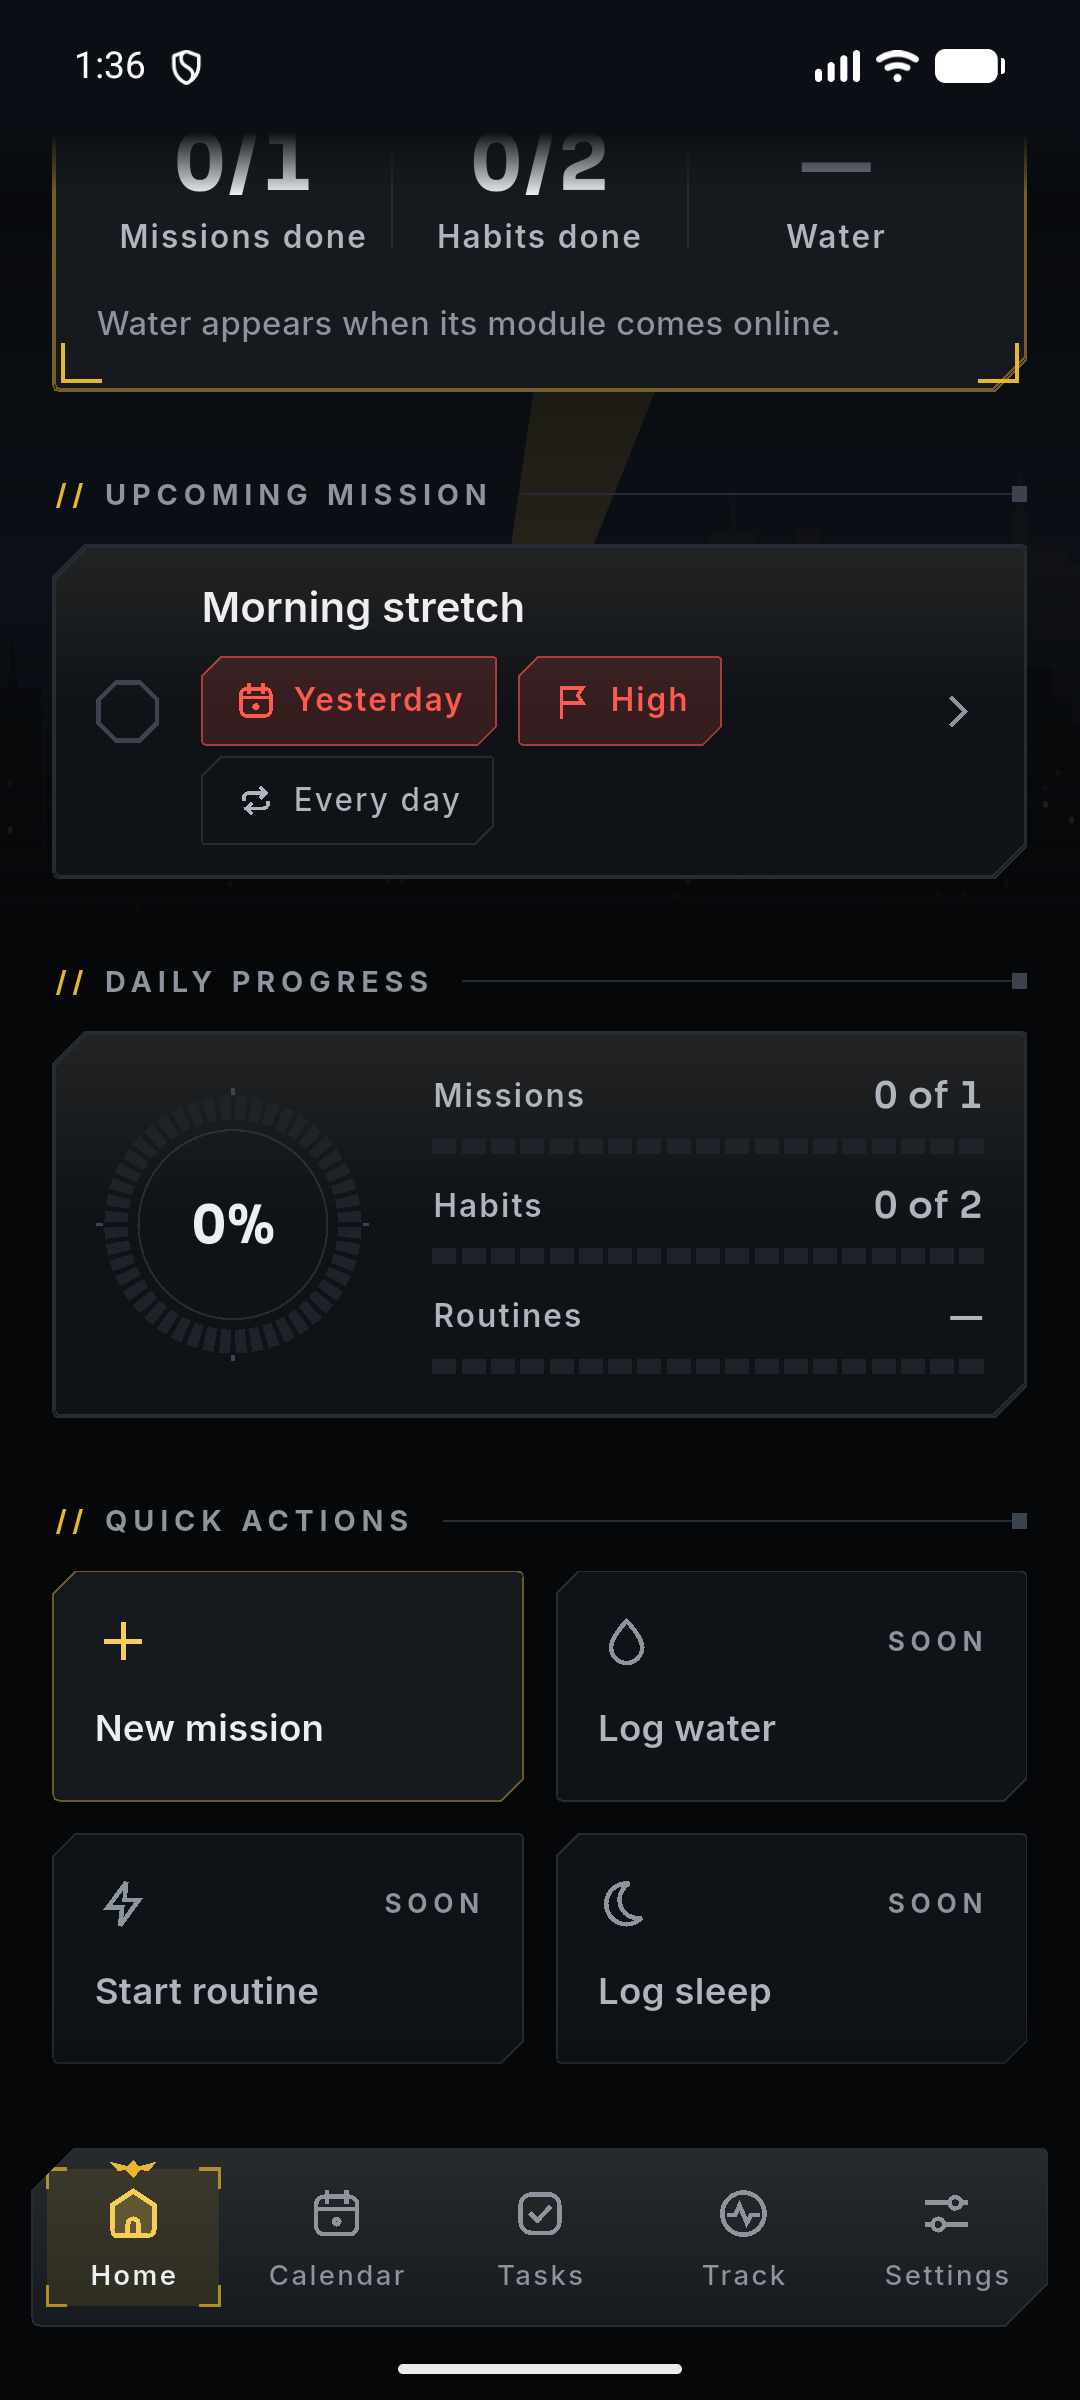 1:36
0/1 0/2 —
Missions done Habits done Water
Water appears when its module comes online.
// UPCOMING MISSION
Morning stretch
Yesterday High
Every day
// DAILY PROGRESS
Missions 0 of 1
0%
Habits 0 of 2
Routines —
// QUICK ACTIONS
SOON
New mission Log water
SOON SOON
Start routine Log sleep
Home Calendar Tasks Track Settings